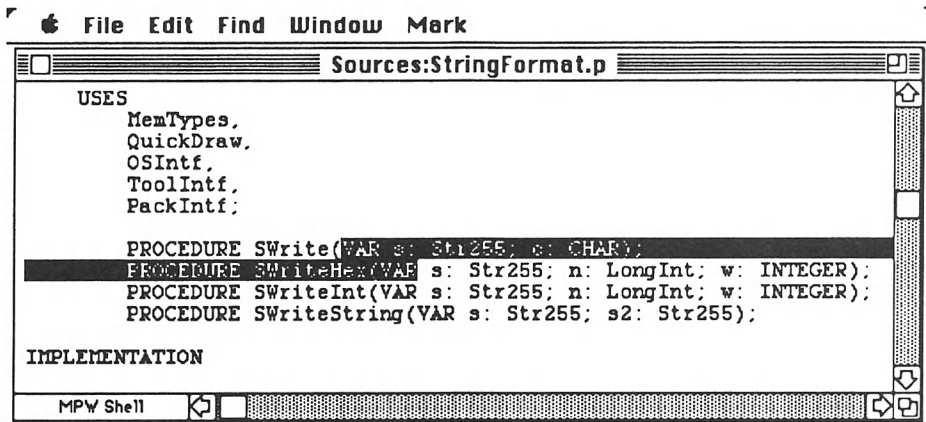 File Edit Find Window Mark
Sources:StringFormat.p
USES
MemTypes,
QuickDraw,
OSIntf,
ToolIntf,
PackIntf;
PROCEDURE SWrite(VAR s: Str255; c: CHAR);
PROCEDURE SWriteHex(VAR s: Str255; n: LongInt; w: INTEGER);
PROCEDURE SWriteInt(VAR s: Str255; n: LongInt; w: INTEGER);
PROCEDURE SWriteString(VAR s: Str255; s2: Str255);
IMPLEMENTATION
MPW Shell